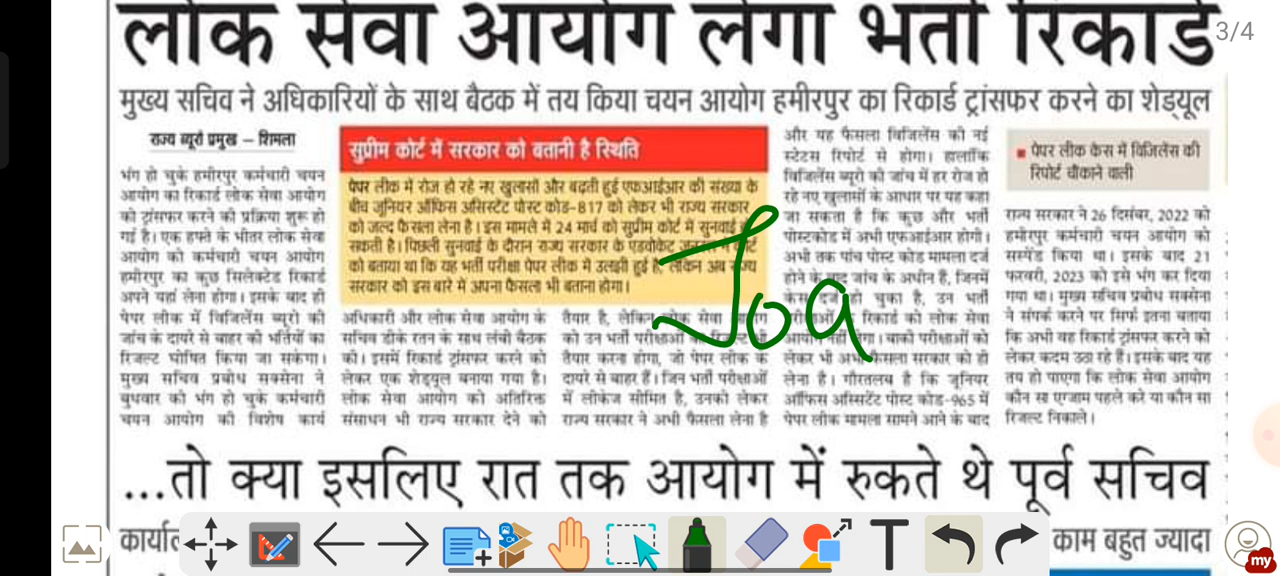 लोक सेवा आयोग लेगा भर्ती रिकार्ड
3/4
मुख्य सचिव ने अधिकारियों के साथ बैठक में तय किया चयन आयोग हमीरपुर का रिकार्ड ट्रांसफर करने का शेड्यूल
राज्य ब्यूरो प्रमुख – शिमला
भंग हो चुके हमीरपुर कर्मचारी चयन
आयोग का रिकार्ड लोक सेवा आयोग
को ट्रांसफर करने की प्रक्रिया शुरू हो
गई है। एक हफ्ते के भीतर लोक सेवा
आयोग को कर्मचारी चयन आयोग
हमीरपुर का कुछ सिलेक्टेड रिकार्ड
अपने यहां लेना होगा। इसके बाद ही
पेपर लीक में विजिलेंस ब्यूरो की
जांच के दायरे से बाहर की भर्तियों का
रिजल्ट घोषित किया जा सकेगा।
मुख्य सचिव प्रबोध सक्सेना ने
बुधवार को भंग हो चुके कर्मचारी
चयन आयोग की विशेष कार्य
सुप्रीम कोर्ट में सरकार को बतानी है स्थिति
पेपर लीक में रोज हो रहे नए खुलासों और बढ़ती हुई एफआईआर की संख्या के
बीच जूनियर ऑफिस असिस्टेंट पोस्ट कोड-817 को लेकर भी राज्य सरकार
को जल्द फैसला लेना है। इस मामले में 24 मार्च को सुप्रीम कोर्ट में सुनवाई
सकती है। पिछली सुनवाई के दौरान राज्य सरकार के एडवोकेट जनरल ने कोर्ट
को बताया था कि यह भर्ती परीक्षा पेपर लीक में उलझी हुई है, लेकिन अब राज्य
सरकार को इस बारे में अपना फैसला भी बताना होगा।
अधिकारी और लोक सेवा आयोग के
सचिव डीके रतन के साथ लंबी बैठक
की। इसमें रिकार्ड ट्रांसफर करने को
लेकर एक शेड्यूल बनाया गया है।
लोक सेवा आयोग को अतिरिक्त
संसाधन भी राज्य सरकार देने को
तैयार है, लेकिन लोक सेवा आयोग
को उन भर्ती परीक्षाओं का रिजल्ट भी
तैयार करना होगा, जो पेपर लीक के
दायरे से बाहर हैं। जिन भर्ती परीक्षाओं
में लीकेज सीमित है, उनको लेकर
राज्य सरकार ने अभी फैसला लेना है
और यह फैसला विजिलेंस की नई
स्टेटस रिपोर्ट से होगा। हालांकि
विजिलेंस ब्यूरो की जांच में हर रोज हो
रहे नए खुलासों के आधार पर यह कहा
जा सकता है कि कुछ और भर्ती
पोस्टकोड में अभी एफआईआर होगी।
अभी तक पांच पोस्ट कोड मामला दर्ज
होने के बाद जांच के अधीन हैं, जिनमें
केस दर्ज हो चुका है, उन भर्ती
परीक्षाओं का रिकार्ड को लोक सेवा
आयोग नहीं लेगा। बाकी परीक्षाओं को
लेकर भी अभी फैसला सरकार को ही
लेना है। गौरतलब है कि जूनियर
ऑफिस असिस्टेंट पोस्ट कोड-965 में
पेपर लीक मामला सामने आने के बाद
पेपर लीक केस में विजिलेंस की
रिपोर्ट चौंकाने वाली
राज्य सरकार ने 26 दिसंबर, 2022 को
हमीरपुर कर्मचारी चयन आयोग को
सस्पेंड किया था। इसके बाद 21
फरवरी, 2023 को इसे भंग कर दिया
गया था। मुख्य सचिव प्रबोध सक्सेना
ने संपर्क करने पर सिर्फ इतना बताया
कि अभी वह रिकार्ड ट्रांसफर करने को
लेकर कदम उठा रहे हैं। इसके बाद यह
तय हो पाएगा कि लोक सेवा आयोग
कौन सा एग्जाम पहले करे या कौन सा
रिजल्ट निकाले।
Joa
...तो क्या इसलिए रात तक आयोग में रुकते थे पूर्व सचिव
काम बहुत ज्यादा
T
my